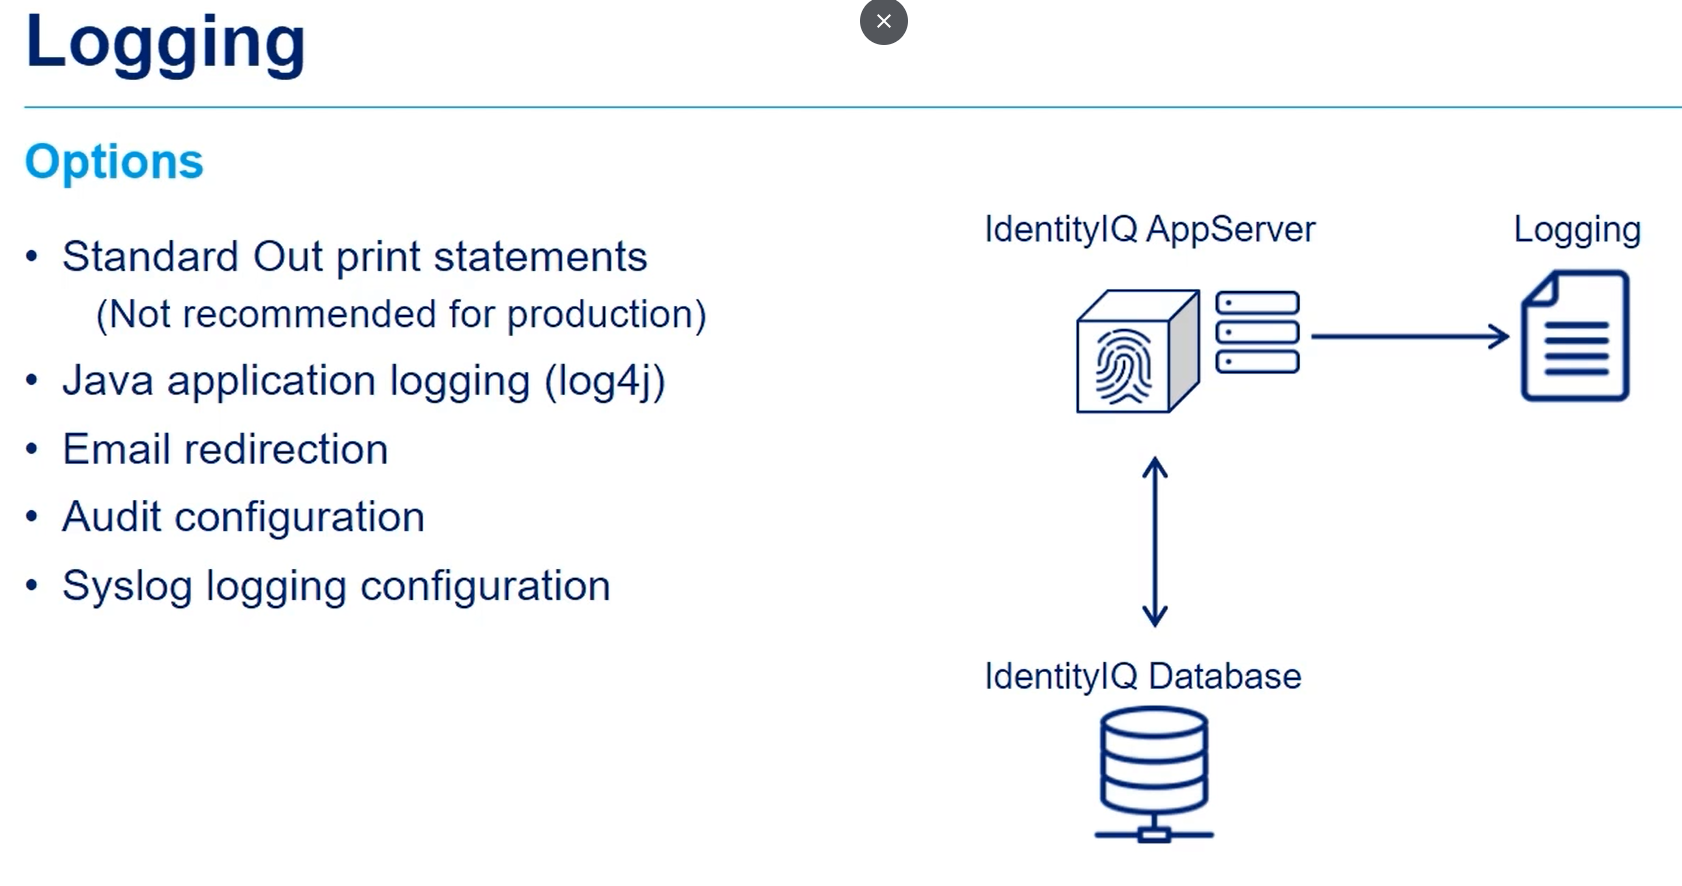 Logging
Options
• Standard Out print statements
(Not recommended for production)
• Java application logging (log4j)
• Email redirection
• Audit configuration
• Syslog logging configuration
IdentityIQ AppServer
Logging
IdentityIQ Database